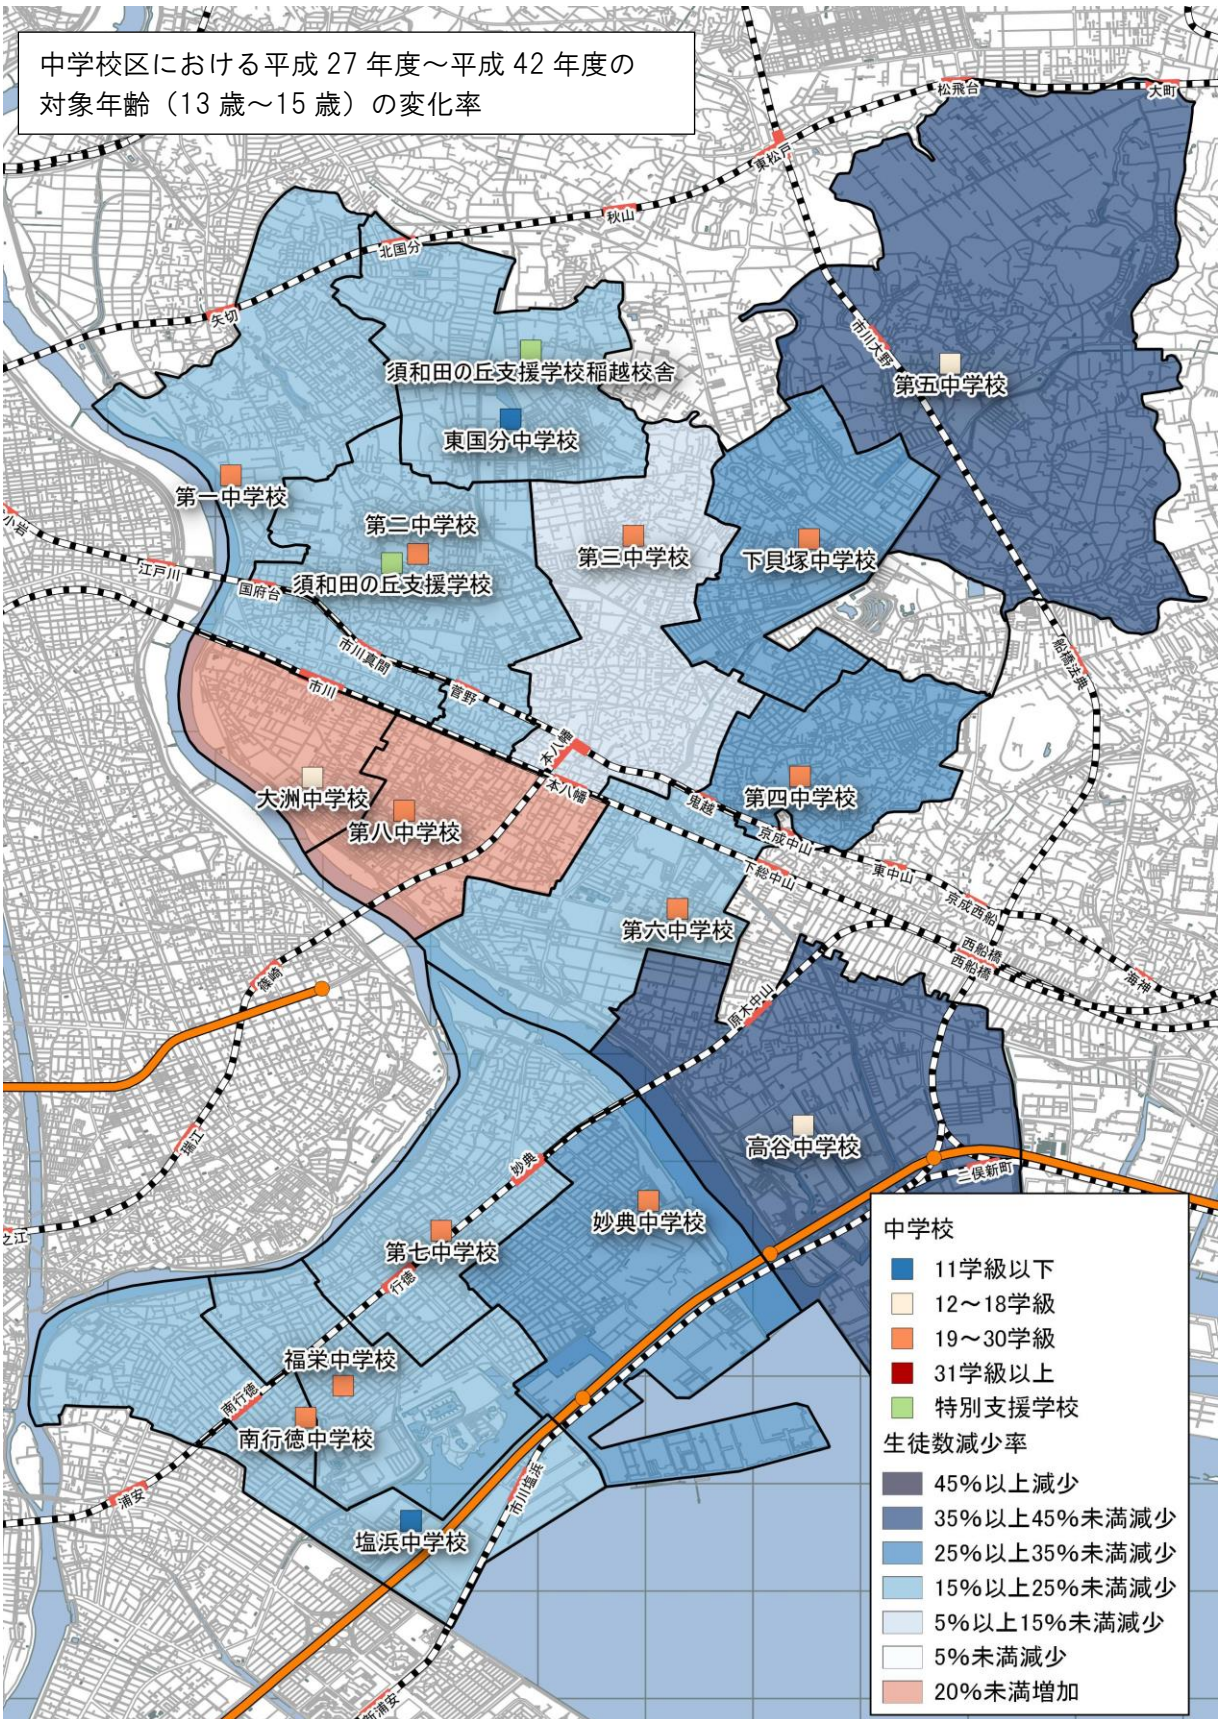 中学校区における平成 27 年度～平成 42 年度の
対象年齢（13 歳～15 歳）の変化率
松飛台
大町
東松戸
秋山
北国分
矢切
市川大野
須和田の丘支援学校稲越校舎
第五中学校
東国分中学校
第一中学校
第二中学校
第三中学校
下貝塚中学校
小岩
江戸川
国府台
須和田の丘支援学校
市川真間
船橋法典
市川
菅野
本八幡
本八幡
大洲中学校
第八中学校
鬼越
第四中学校
京成中山
下総中山
東中山
京成西船
第六中学校
西船橋
西船橋
海神
篠崎
原木中山
瑞江
高谷中学校
二俣新町
妙典
妙典中学校
第七中学校
行徳
之江
福栄中学校
南行徳
南行徳中学校
浦安
市川塩浜
塩浜中学校
新浦安
中学校
11学級以下
12～18学級
19～30学級
31学級以上
特別支援学校
生徒数減少率
45%以上減少
35%以上45%未満減少
25%以上35%未満減少
15%以上25%未満減少
5%以上15%未満減少
5%未満減少
20%未満増加